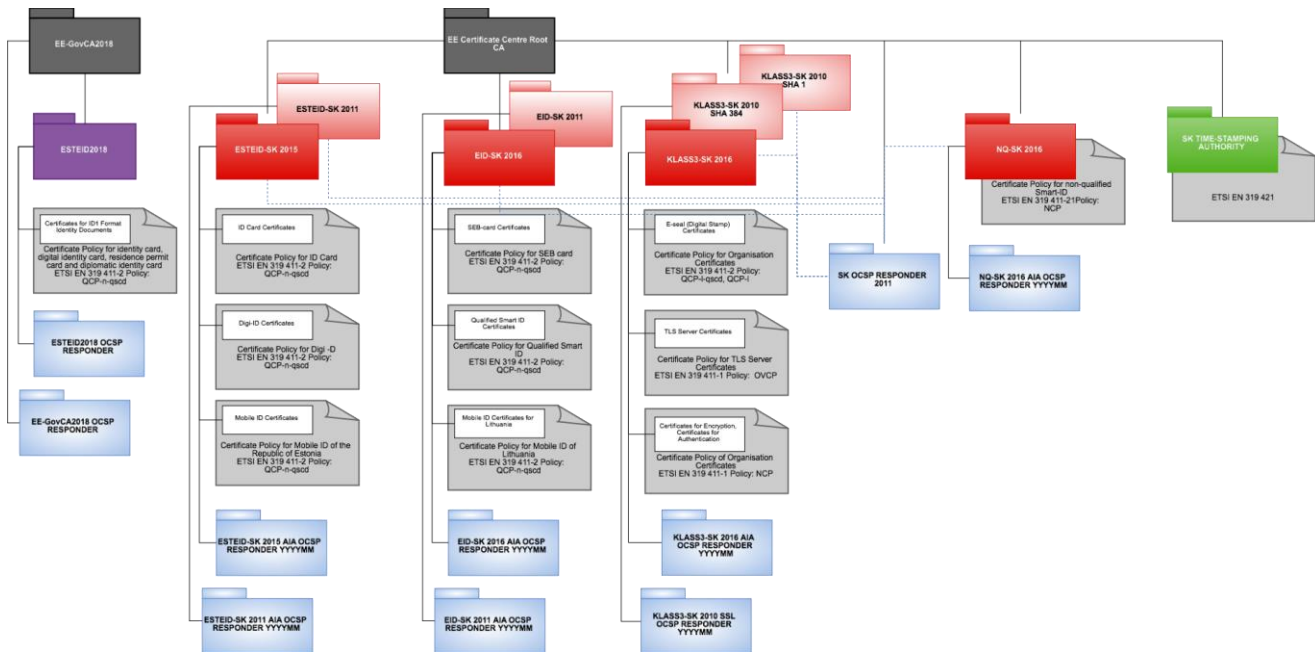 EE-GovCA2018
EE Certificate Centre Root
CA
ESTEID-SK 2011
KLASS3-SK 2010
SHA 1
EID-SK 2011
KLASS3-SK 2010
SHA 384
ESTEID2018
ESTEID-SK 2015
EID-SK 2016
KLASS3-SK 2016
NQ-SK 2016
SK TIME-STAMPING
AUTHORITY
Certificate Policy for non-qualified
Smart-ID
ETSI EN 319 411-21Policy:
NCP
ETSI EN 319 421
Certificates for ID1 Format
Identity Documents
Certificate Policy for identity card,
digital identity card, residence permit
card and diplomatic identity card
ETSI EN 319 411-2 Policy:
QCP-n-qscd
ID Card Certificates
Certificate Policy for ID Card
ETSI EN 319 411-2 Policy:
QCP-n-qscd
SEB-card Certificates
Certificate Policy for SEB card
ETSI EN 319 411-2 Policy:
QCP-n-qscd
E-seal (Digital Stamp)
Certificates
Certificate Policy for Organisation
Certificates
ETSI EN 319 411-2 Policy:
QCP-l-qscd, QCP-l
SK OCSP RESPONDER
2011
NQ-SK 2016 AIA OCSP
RESPONDER YYYYMM
ESTEID2018 OCSP
RESPONDER
Digi-ID Certificates
Certificate Policy for Digi -D
ETSI EN 319 411-2 Policy:
QCP-n-qscd
Qualified Smart ID
Certificates
Certificate Policy for Qualified Smart
ID
ETSI EN 319 411-2 Policy:
QCP-n-qscd
TLS Server Certificates
Certificate Policy for TLS Server
Certificates
ETSI EN 319 411-1 Policy: OVCP
EE-GovCA2018 OCSP
RESPONDER
Mobile ID Certificates
Certificate Policy for Mobile ID of the
Republic of Estonia
ETSI EN 319 411-2 Policy:
QCP-n-qscd
Mobile ID Certificates for
Lithuania
Certificate Policy for Mobile ID of
Lithuania
ETSI EN 319 411-2 Policy:
QCP-n-qscd
Certificates for Encryption,
Certificates for
Authentication
Certificate Policy of Organisation
Certificates
ETSI EN 319 411-1 Policy: NCP
ESTEID-SK 2015 AIA OCSP
RESPONDER YYYYMM
EID-SK 2016 AIA OCSP
RESPONDER YYYYMM
KLASS3-SK 2016 AIA
OCSP RESPONDER
YYYYMM
ESTEID-SK 2011 AIA OCSP
RESPONDER YYYYMM
EID-SK 2011 AIA OCSP
RESPONDER YYYYMM
KLASS3-SK 2010 SSL
OCSP RESPONDER
YYYYMM